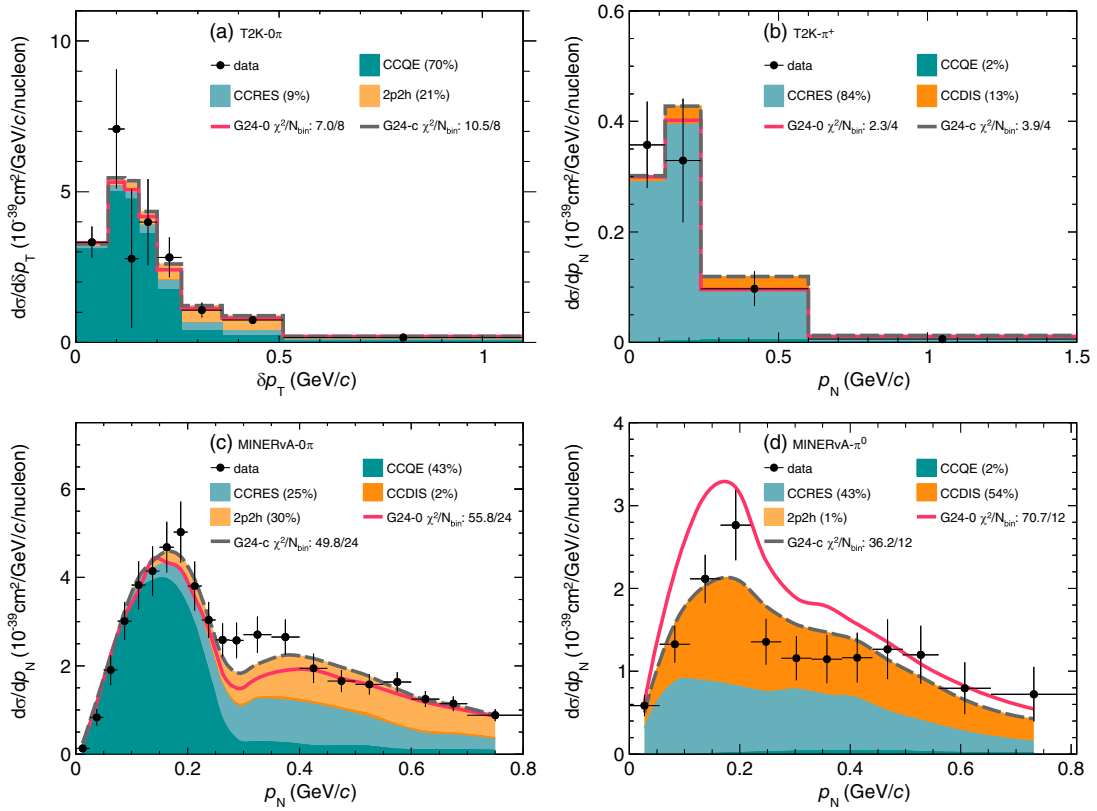 (a) T2K-0π
data
CCQE (70%)
CCRES (9%)
2p2h (21%)
G24-0 χ²/N_bin: 7.0/8
G24-c χ²/N_bin: 10.5/8
10
5
0
0
0.5
1
dσ/dδp_T (10⁻³⁹cm²/GeV/c/nucleon)
δp_T (GeV/c)
(b) T2K-π⁺
data
CCQE (2%)
CCRES (84%)
CCDIS (13%)
G24-0 χ²/N_bin: 2.3/4
G24-c χ²/N_bin: 3.9/4
0.6
0.4
0.2
0
0
0.5
1
1.5
dσ/dp_N (10⁻³⁹cm²/GeV/c/nucleon)
p_N (GeV/c)
(c) MINERvA-0π
data
CCQE (43%)
CCRES (25%)
CCDIS (2%)
2p2h (30%)
G24-0 χ²/N_bin: 55.8/24
G24-c χ²/N_bin: 49.8/24
6
4
2
0
0
0.2
0.4
0.6
0.8
dσ/dp_N (10⁻³⁹cm²/GeV/c/nucleon)
p_N (GeV/c)
(d) MINERvA-π⁰
data
CCQE (2%)
CCRES (43%)
CCDIS (54%)
2p2h (1%)
G24-0 χ²/N_bin: 70.7/12
G24-c χ²/N_bin: 36.2/12
4
3
2
1
0
0
0.2
0.4
0.6
0.8
dσ/dp_N (10⁻³⁹cm²/GeV/c/nucleon)
p_N (GeV/c)